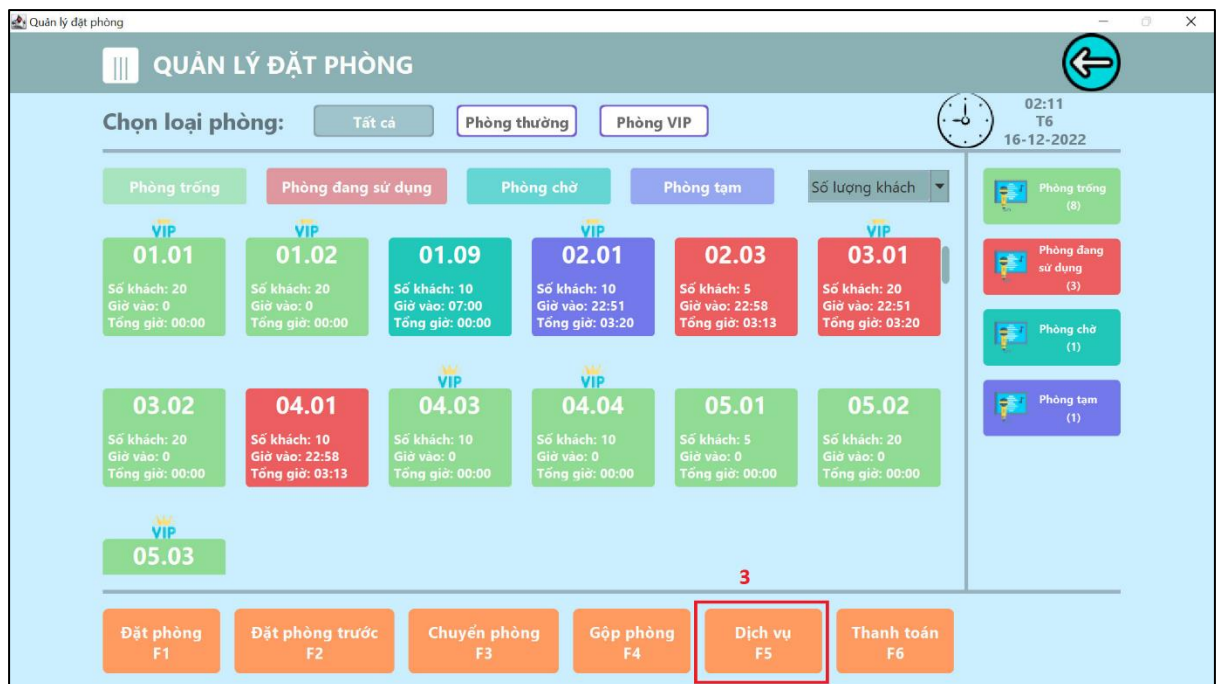 Quản lý đặt phòng
QUẢN LÝ ĐẶT PHÒNG
Chọn loại phòng:
Tất cả
Phòng thường
Phòng VIP
02:11
T6
16-12-2022
Phòng trống
Phòng đang sử dụng
Phòng chờ
Phòng tạm
Số lượng khách
VIP
01.01
Số khách: 20
Giờ vào: 0
Tổng giờ: 00:00
VIP
01.02
Số khách: 20
Giờ vào: 0
Tổng giờ: 00:00
01.09
Số khách: 10
Giờ vào: 07:00
Tổng giờ: 00:00
VIP
02.01
Số khách: 10
Giờ vào: 22:51
Tổng giờ: 03:20
02.03
Số khách: 5
Giờ vào: 22:58
Tổng giờ: 03:13
VIP
03.01
Số khách: 20
Giờ vào: 22:51
Tổng giờ: 03:20
03.02
Số khách: 20
Giờ vào: 0
Tổng giờ: 00:00
04.01
Số khách: 10
Giờ vào: 22:58
Tổng giờ: 03:13
VIP
04.03
Số khách: 10
Giờ vào: 0
Tổng giờ: 00:00
VIP
04.04
Số khách: 10
Giờ vào: 0
Tổng giờ: 00:00
05.01
Số khách: 5
Giờ vào: 0
Tổng giờ: 00:00
05.02
Số khách: 20
Giờ vào: 0
Tổng giờ: 00:00
VIP
05.03
Phòng trống
(8)
Phòng đang
sử dụng
(3)
Phòng chờ
(1)
Phòng tạm
(1)
3
Đặt phòng
F1
Đặt phòng trước
F2
Chuyển phòng
F3
Gộp phòng
F4
Dịch vụ
F5
Thanh toán
F6